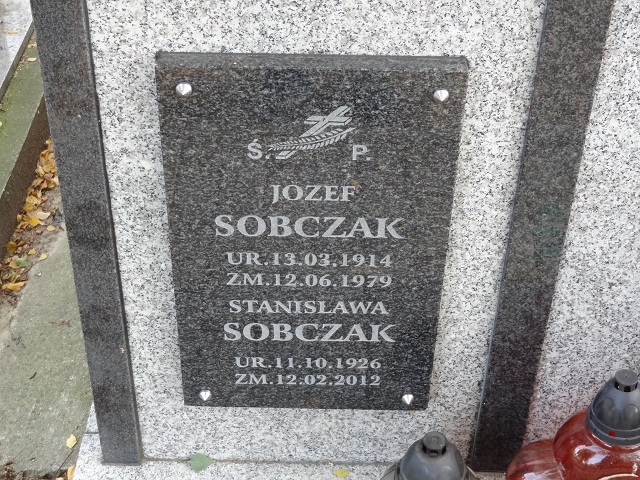 Ś. P.
JOZEF
SOBCZAK
UR.13.03.1914
ZM.12.06.1979
STANISŁAWA
SOBCZAK
UR.11.10.1926
ZM.12.02.2012